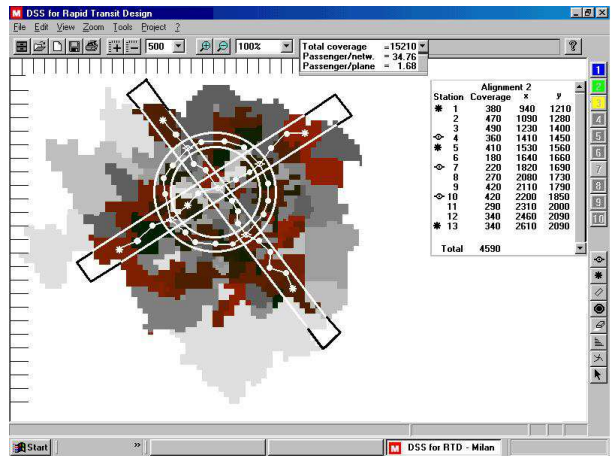 M DSS for Rapid Transit Design
File Edit View Zoom Tools Project ?
500 100% Total coverage =15210
Passenger/netw. = 34.76
Passenger/plane = 1.68
?
Alignment 2
Station Coverage x y
1 380 940 1210
2 470 1090 1280
3 490 1230 1400
4 360 1410 1450
5 410 1530 1560
6 180 1640 1660
7 220 1820 1690
8 270 2080 1730
9 420 2110 1790
10 420 2200 1850
11 290 2310 2000
12 340 2460 2090
13 340 2610 2090
Total 4590
1
2
3
4
5
6
7
8
9
10
Start » M DSS for RTD - Milan